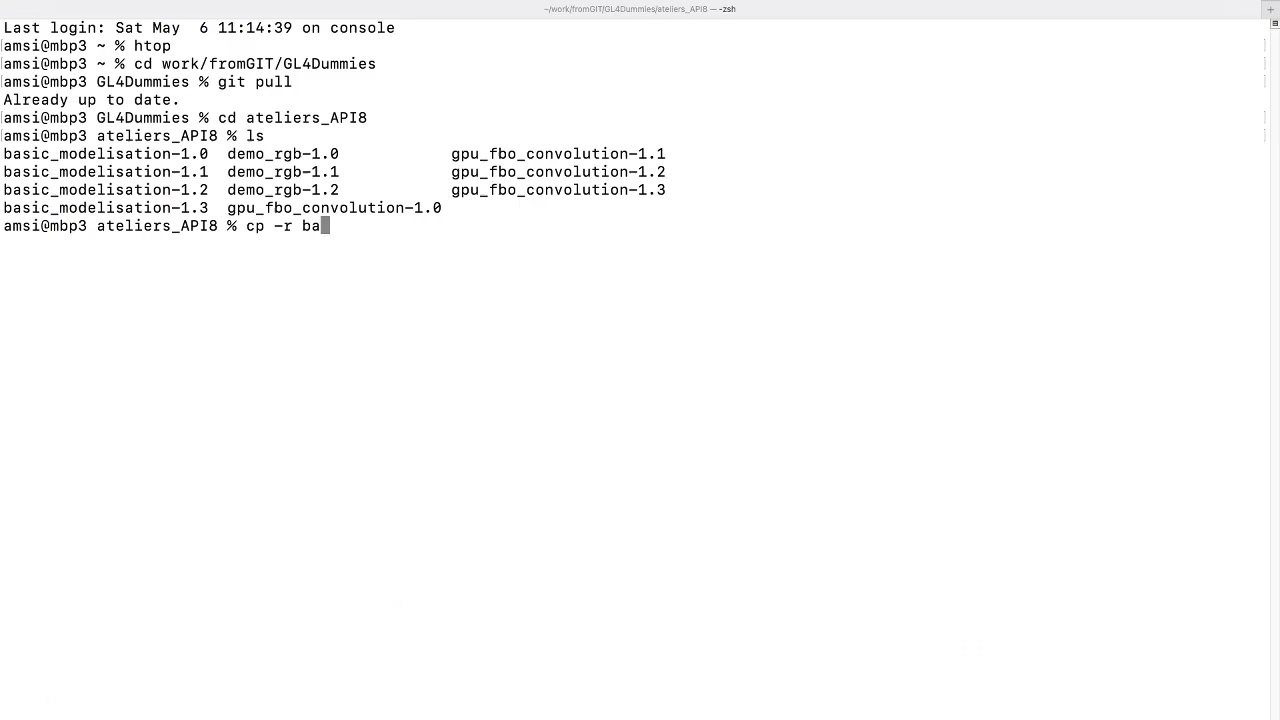 ~/work/fromGIT/GL4Dummies/ateliers_API8 — -zsh
Last login: Sat May  6 11:14:39 on console
amsi@mbp3 ~ % htop
amsi@mbp3 ~ % cd work/fromGIT/GL4Dummies
amsi@mbp3 GL4Dummies % git pull
Already up to date.
amsi@mbp3 GL4Dummies % cd ateliers_API8
amsi@mbp3 ateliers_API8 % ls
basic_modelisation-1.0  demo_rgb-1.0            gpu_fbo_convolution-1.1
basic_modelisation-1.1  demo_rgb-1.1            gpu_fbo_convolution-1.2
basic_modelisation-1.2  demo_rgb-1.2            gpu_fbo_convolution-1.3
basic_modelisation-1.3  gpu_fbo_convolution-1.0
amsi@mbp3 ateliers_API8 % cp -r ba